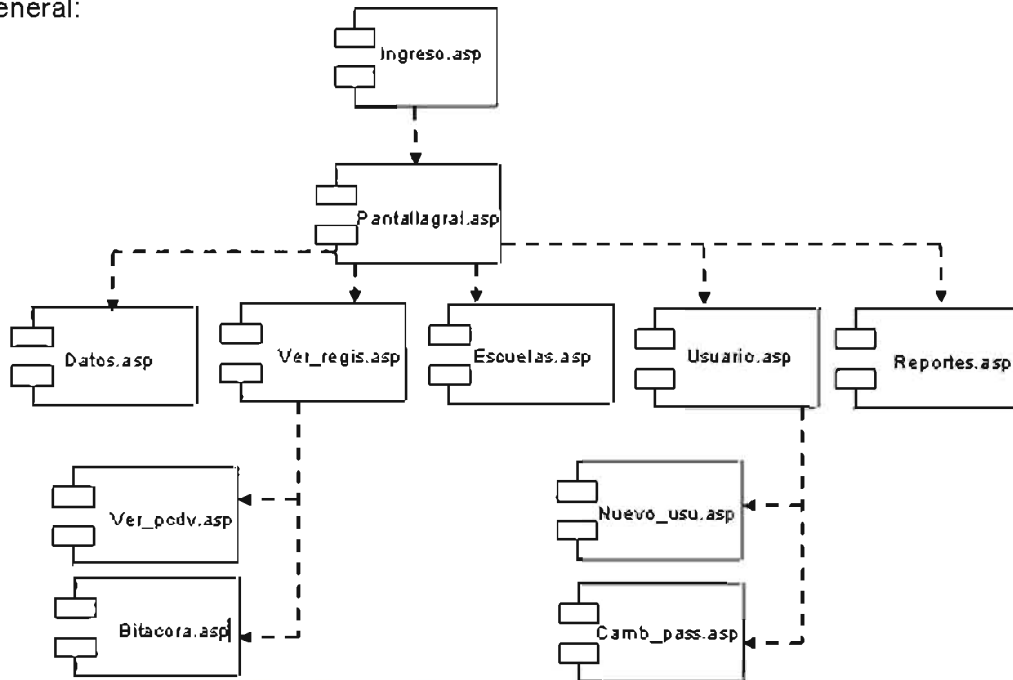 eneral:
Ingreso.asp
Pantallagral.asp
Datos.asp
Ver_regis.asp
Escuelas.asp
Usuario.asp
Reportes.asp
Ver_pcdv.asp
Nuevo_usu.asp
Bitacora.asp
Camb_pass.asp